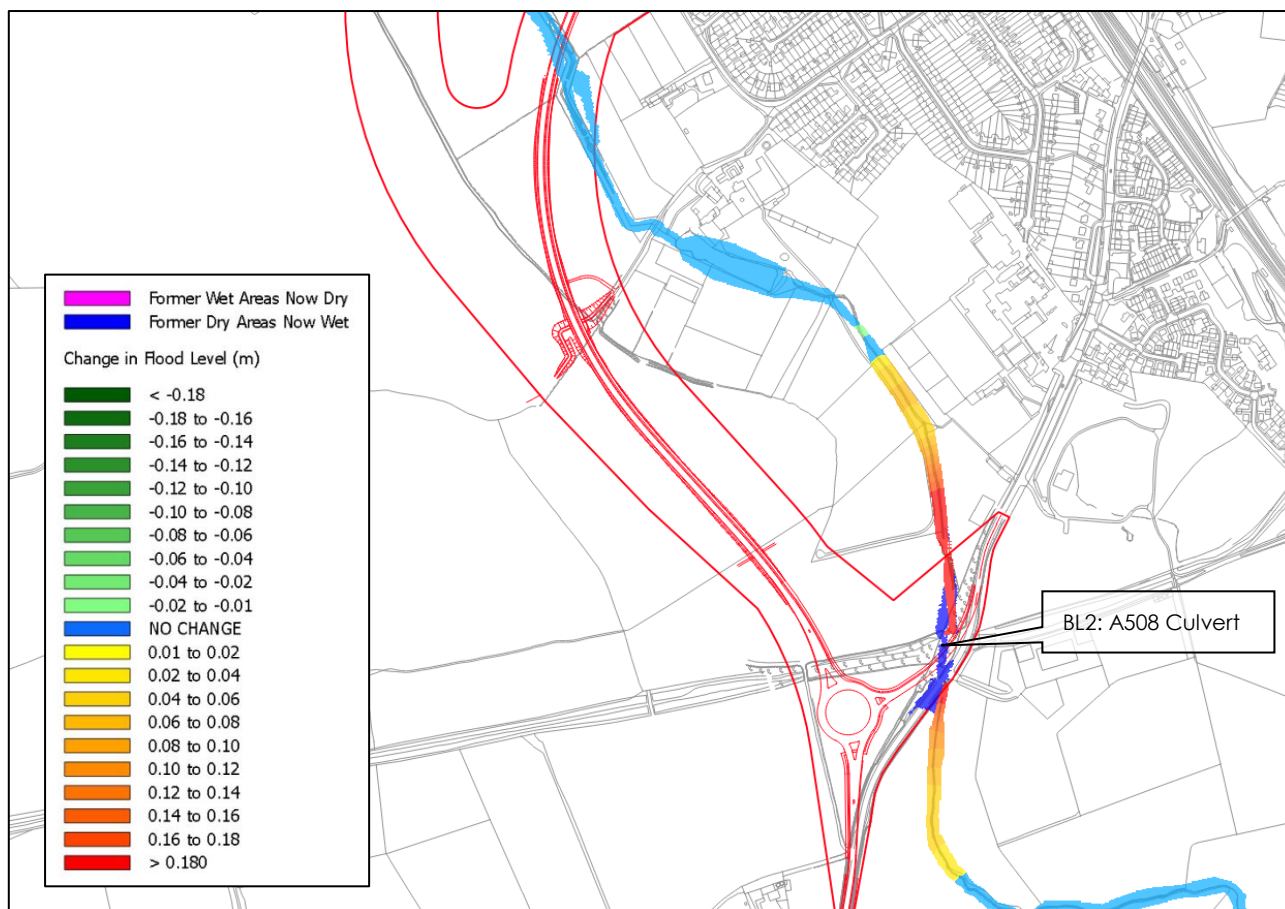 Former Wet Areas Now Dry
Former Dry Areas Now Wet
Change in Flood Level (m)
< -0.18
-0.18 to -0.16
-0.16 to -0.14
-0.14 to -0.12
-0.12 to -0.10
-0.10 to -0.08
-0.08 to -0.06
-0.06 to -0.04
-0.04 to -0.02
-0.02 to -0.01
NO CHANGE
0.01 to 0.02
0.02 to 0.04
0.04 to 0.06
0.06 to 0.08
0.08 to 0.10
0.10 to 0.12
0.12 to 0.14
0.14 to 0.16
0.16 to 0.18
> 0.180
BL2: A508 Culvert